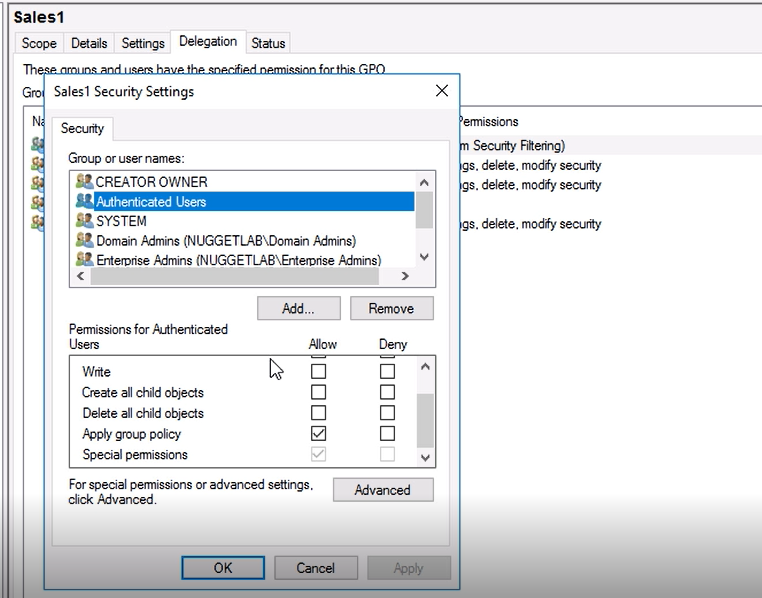 Sales1
Scope Details Settings Delegation Status
These groups and users have the specified permission for this GPO
Grou
Na
Permissions
m Security Filtering)
gs, delete, modify security
gs, delete, modify security
gs, delete, modify security
Sales1 Security Settings
Security
Group or user names:
CREATOR OWNER
Authenticated Users
SYSTEM
Domain Admins (NUGGETLAB\Domain Admins)
Enterprise Admins (NUGGETLAB\Enterprise Admins)
Add... Remove
Permissions for Authenticated
Users Allow Deny
Write
Create all child objects
Delete all child objects
Apply group policy
Special permissions
For special permissions or advanced settings,
click Advanced.
Advanced
OK Cancel Apply